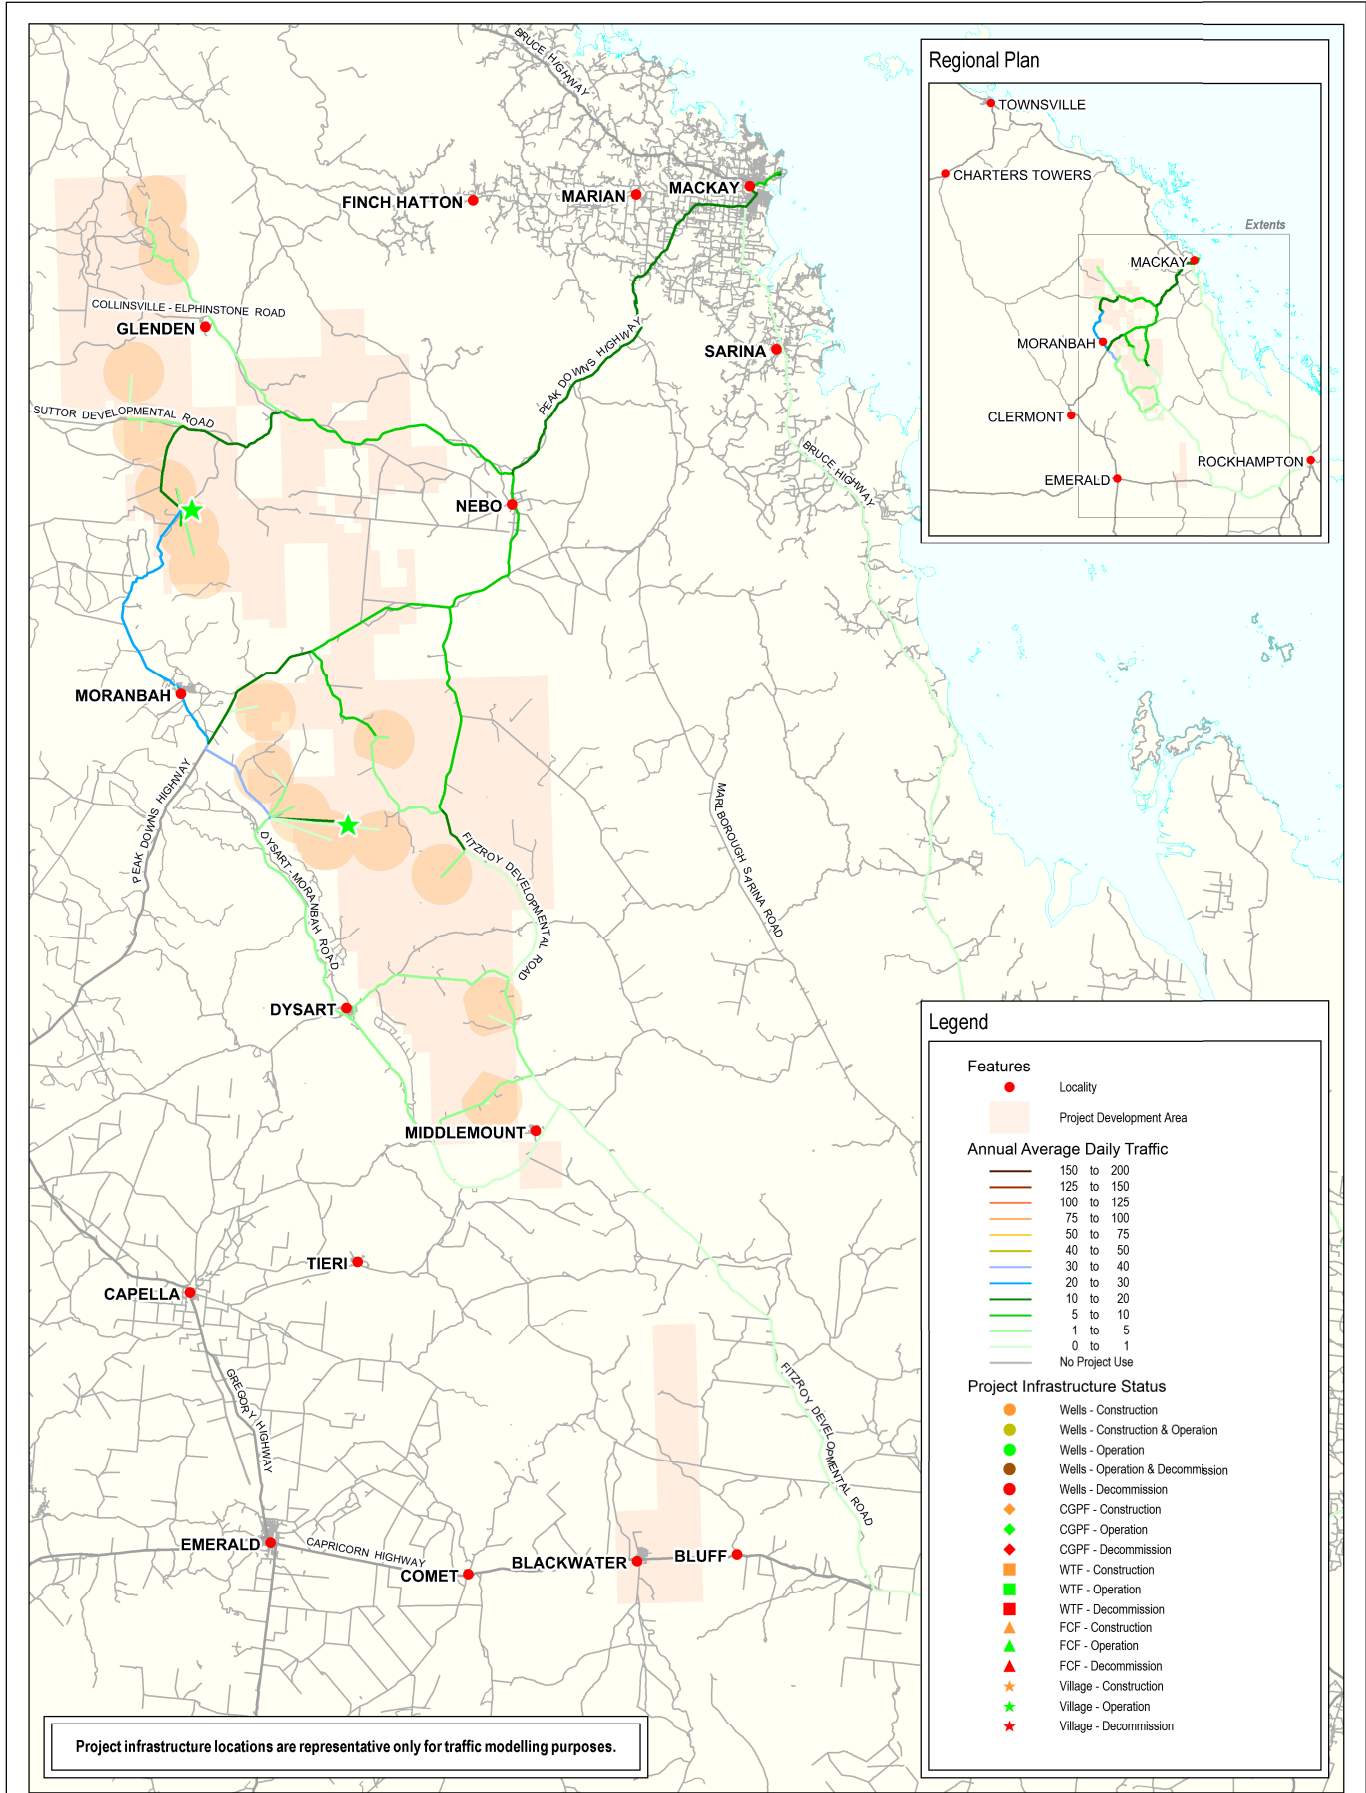 BRUCE HIGHWAY
FINCH HATTON
MARIAN
MACKAY
COLLINSVILLE - ELPHINSTONE ROAD
GLENDEN
SARINA
PEAK DOWNS HIGHWAY
SUTTOR DEVELOPMENTAL ROAD
BRUCE HIGHWAY
NEBO
MORANBAH
PEAK DOWNS HIGHWAY
DYSART - MORANBAH ROAD
FITZROY DEVELOPMENTAL ROAD
MARLBOROUGH SARINA ROAD
DYSART
MIDDLEMOUNT
TIERI
CAPELLA
GREGORY HIGHWAY
FITZROY DEVELOPMENTAL ROAD
EMERALD
CAPRICORN HIGHWAY
COMET
BLACKWATER
BLUFF
Project infrastructure locations are representative only for traffic modelling purposes.
Regional Plan
TOWNSVILLE
CHARTERS TOWERS
Extents
MACKAY
MORANBAH
CLERMONT
ROCKHAMPTON
EMERALD
Legend
Features
Locality
Project Development Area
Annual Average Daily Traffic
150 to 200
125 to 150
100 to 125
75 to 100
50 to 75
40 to 50
30 to 40
20 to 30
10 to 20
5 to 10
1 to 5
0 to 1
No Project Use
Project Infrastructure Status
Wells - Construction
Wells - Construction & Operation
Wells - Operation
Wells - Operation & Decommission
Wells - Decommission
CGPF - Construction
CGPF - Operation
CGPF - Decommission
WTF - Construction
WTF - Operation
WTF - Decommission
FCF - Construction
FCF - Operation
FCF - Decommission
Village - Construction
Village - Operation
Village - Decommission